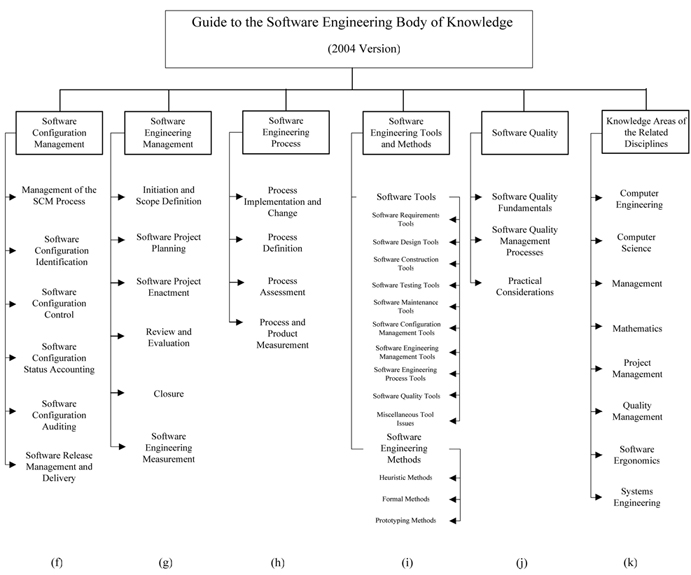 Guide to the Software Engineering Body of Knowledge
(2004 Version)
Software
Configuration
Management
Management of the
SCM Process
Software
Configuration
Identification
Software
Configuration
Control
Software
Configuration
Status Accounting
Software
Configuration
Auditing
Software Release
Management and
Delivery
(f)
Software
Engineering
Management
Initiation and
Scope Definition
Software Project
Planning
Software Project
Enactment
Review and
Evaluation
Closure
Software
Engineering
Measurement
(g)
Software
Engineering
Process
Process
Implementation and
Change
Process
Definition
Process
Assessment
Process and
Product
Measurement
(h)
Software
Engineering Tools
and Methods
Software Tools
Software Requirements
Tools
Software Design Tools
Software Construction
Tools
Software Testing Tools
Software Maintenance
Tools
Software Configuration
Management Tools
Software Engineering
Management Tools
Software Engineering
Process Tools
Software Quality Tools
Miscellaneous Tool
Issues
Software
Engineering
Methods
Heuristic Methods
Formal Methods
Prototyping Methods
(i)
Software Quality
Software Quality
Fundamentals
Software Quality
Management
Processes
Practical
Considerations
(j)
Knowledge Areas of
the Related
Disciplines
Computer
Engineering
Computer
Science
Management
Mathematics
Project
Management
Quality
Management
Software
Ergonomics
Systems
Engineering
(k)